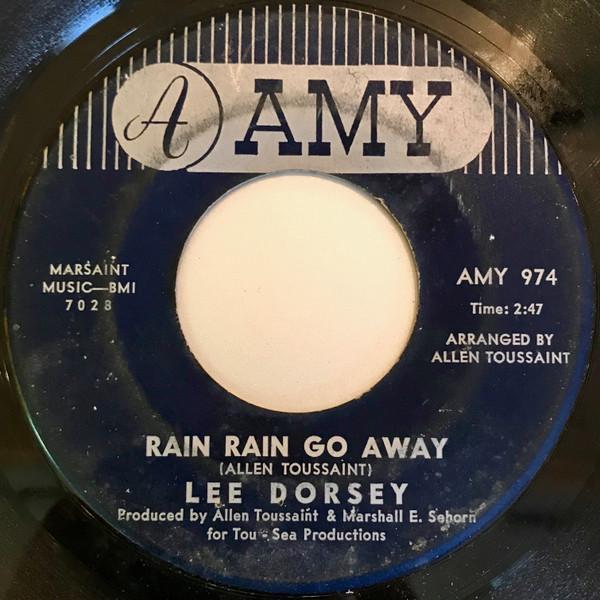 A AMY
MARSAINT
MUSIC—BMI
7028
AMY 974
Time: 2:47
ARRANGED BY
ALLEN TOUSSAINT
RAIN RAIN GO AWAY
(ALLEN TOUSSAINT)
LEE DORSEY
Produced by Allen Toussaint & Marshall E. Sehorn
for Tou - Sea Productions